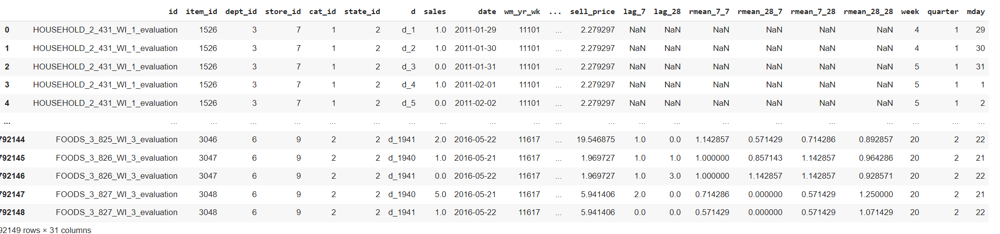 id item_id dept_id store_id cat_id state_id d sales date wm_yr_wk ... sell_price lag_7 lag_28 rmean_7_7 rmean_28_7 rmean_7_28 rmean_28_28 week quarter mday
0 HOUSEHOLD_2_431_WI_1_evaluation 1526 3 7 1 2 d_1 1.0 2011-01-29 11101 ... 2.279297 NaN NaN NaN NaN NaN NaN 4 1 29
1 HOUSEHOLD_2_431_WI_1_evaluation 1526 3 7 1 2 d_2 1.0 2011-01-30 11101 ... 2.279297 NaN NaN NaN NaN NaN NaN 4 1 30
2 HOUSEHOLD_2_431_WI_1_evaluation 1526 3 7 1 2 d_3 0.0 2011-01-31 11101 ... 2.279297 NaN NaN NaN NaN NaN NaN 5 1 31
3 HOUSEHOLD_2_431_WI_1_evaluation 1526 3 7 1 2 d_4 1.0 2011-02-01 11101 ... 2.279297 NaN NaN NaN NaN NaN NaN 5 1 1
4 HOUSEHOLD_2_431_WI_1_evaluation 1526 3 7 1 2 d_5 0.0 2011-02-02 11101 ... 2.279297 NaN NaN NaN NaN NaN NaN 5 1 2
... ... ... ... ... ... ... ... ... ... ... ... ... ... ... ... ... ... ... ... ... ...
792144 FOODS_3_825_WI_3_evaluation 3046 6 9 2 2 d_1941 2.0 2016-05-22 11617 ... 19.546875 1.0 0.0 1.142857 0.571429 0.714286 0.892857 20 2 22
792145 FOODS_3_826_WI_3_evaluation 3047 6 9 2 2 d_1940 1.0 2016-05-21 11617 ... 1.969727 1.0 1.0 1.000000 0.857143 1.142857 0.964286 20 2 21
792146 FOODS_3_826_WI_3_evaluation 3047 6 9 2 2 d_1941 0.0 2016-05-22 11617 ... 1.969727 1.0 3.0 1.000000 1.142857 1.142857 0.928571 20 2 22
792147 FOODS_3_827_WI_3_evaluation 3048 6 9 2 2 d_1940 5.0 2016-05-21 11617 ... 5.941406 2.0 0.0 0.714286 0.000000 0.571429 1.250000 20 2 21
792148 FOODS_3_827_WI_3_evaluation 3048 6 9 2 2 d_1941 1.0 2016-05-22 11617 ... 5.941406 0.0 0.0 0.571429 0.000000 0.571429 1.071429 20 2 22
92149 rows × 31 columns